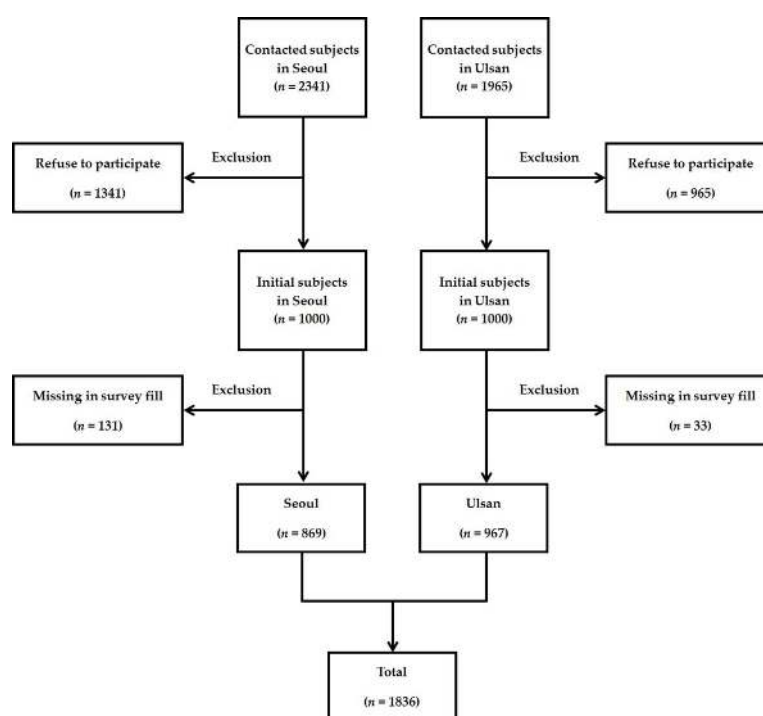 Contacted subjects
in Seoul
(n = 2341)
Contacted subjects
in Ulsan
(n = 1965)
Exclusion
Exclusion
Refuse to participate
(n = 1341)
Refuse to participate
(n = 965)
Initial subjects
in Seoul
(n = 1000)
Initial subjects
in Ulsan
(n = 1000)
Exclusion
Exclusion
Missing in survey fill
(n = 131)
Missing in survey fill
(n = 33)
Seoul
(n = 869)
Ulsan
(n = 967)
Total
(n = 1836)